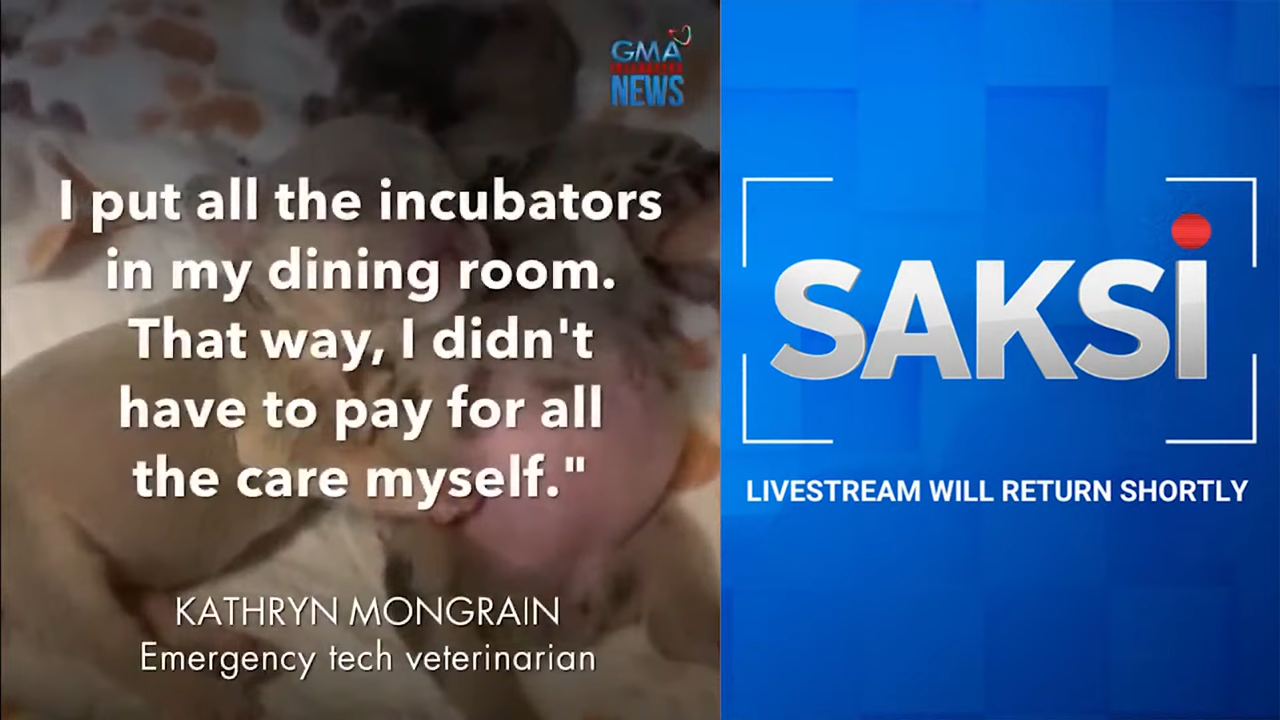 GMA
INTEGRATED
NEWS
I put all the incubators
in my dining room.
That way, I didn't
have to pay for all
the care myself."
KATHRYN MONGRAIN
Emergency tech veterinarian
SAKSI
LIVESTREAM WILL RETURN SHORTLY